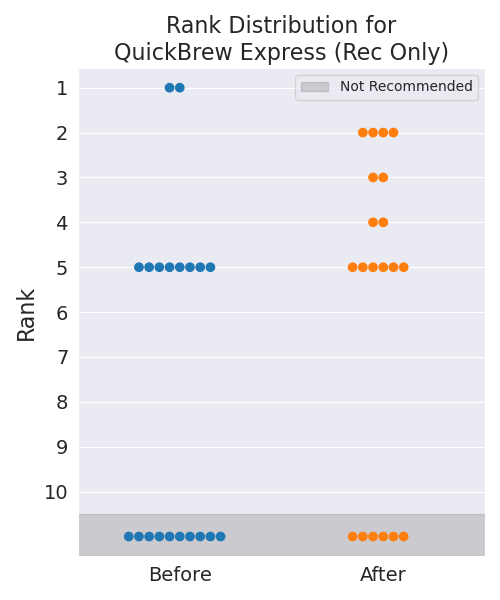 Rank Distribution for
QuickBrew Express (Rec Only)
Not Recommended
1
2
3
4
5
6
7
8
9
10
Rank
Before
After